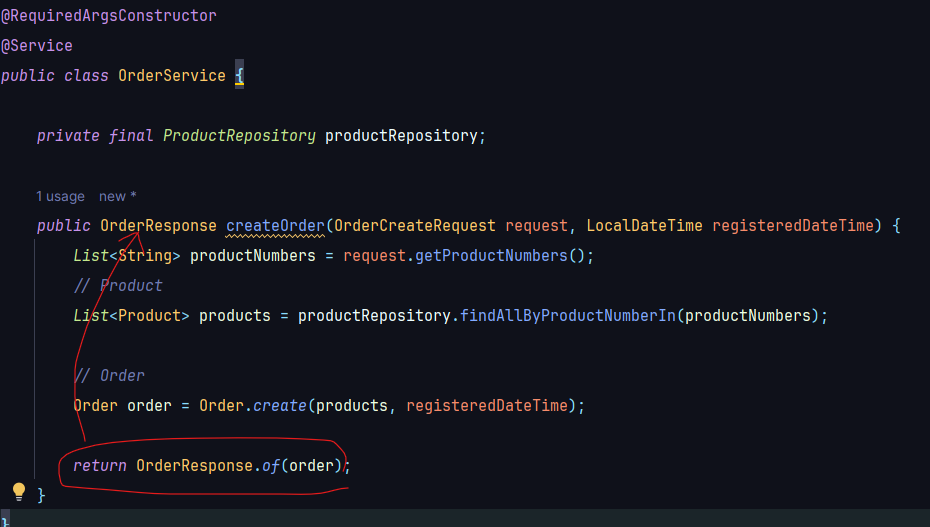 @RequiredArgsConstructor
@Service
public class OrderService {
private final ProductRepository productRepository;
1 usage new *
public OrderResponse createOrder(OrderCreateRequest request, LocalDateTime registeredDateTime) {
List<String> productNumbers = request.getProductNumbers();
// Product
List<Product> products = productRepository.findAllByProductNumberIn(productNumbers);
// Order
Order order = Order.create(products, registeredDateTime);
return OrderResponse.of(order);
}
}